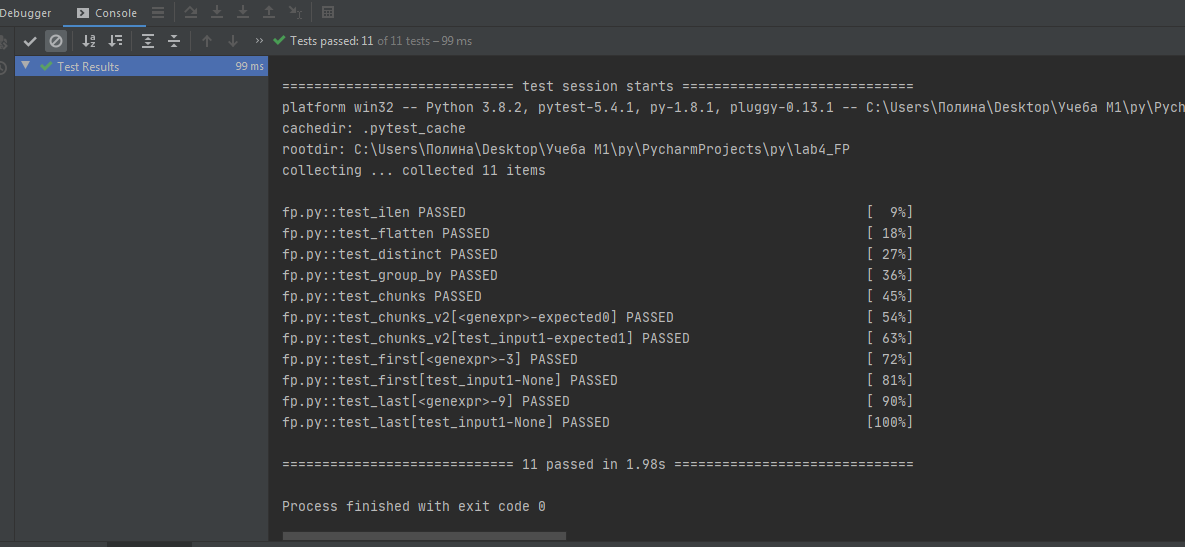 Debugger Console
Tests passed: 11 of 11 tests – 99 ms
Test Results 99 ms
============================= test session starts =============================
platform win32 -- Python 3.8.2, pytest-5.4.1, py-1.8.1, pluggy-0.13.1 -- C:\Users\Полина\Desktop\Учеба М1\py\Pych
cachedir: .pytest_cache
rootdir: C:\Users\Полина\Desktop\Учеба М1\py\PycharmProjects\py\lab4_FP
collecting ... collected 11 items
fp.py::test_ilen PASSED [  9%]
fp.py::test_flatten PASSED [ 18%]
fp.py::test_distinct PASSED [ 27%]
fp.py::test_group_by PASSED [ 36%]
fp.py::test_chunks PASSED [ 45%]
fp.py::test_chunks_v2[<genexpr>-expected0] PASSED [ 54%]
fp.py::test_chunks_v2[test_input1-expected1] PASSED [ 63%]
fp.py::test_first[<genexpr>-3] PASSED [ 72%]
fp.py::test_first[test_input1-None] PASSED [ 81%]
fp.py::test_last[<genexpr>-9] PASSED [ 90%]
fp.py::test_last[test_input1-None] PASSED [100%]
============================= 11 passed in 1.98s ==============================
Process finished with exit code 0